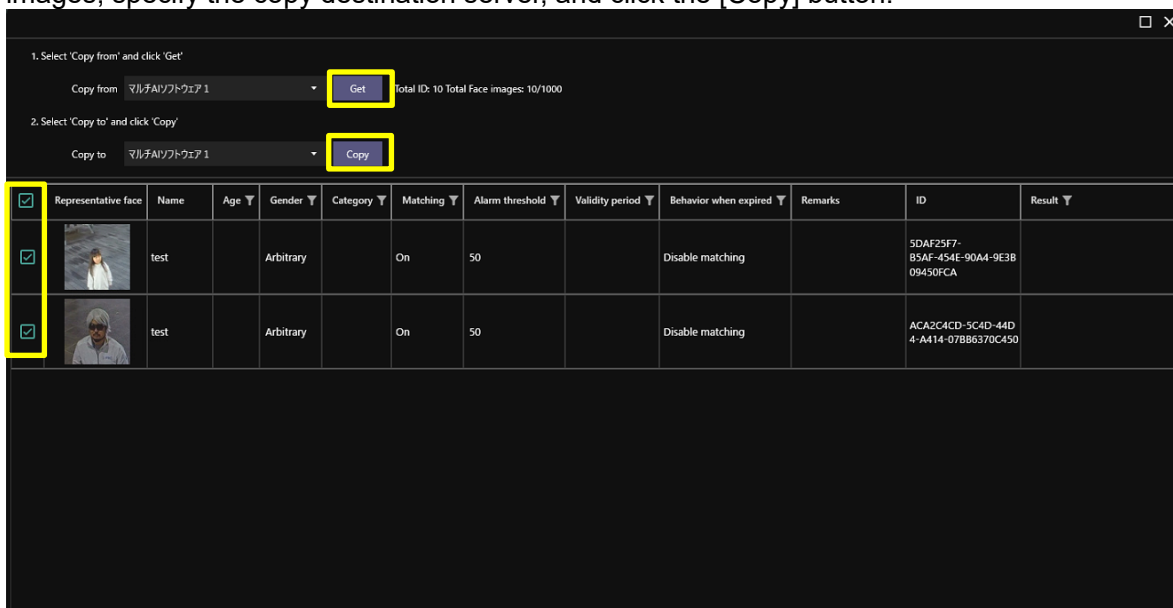 images, specify the copy destination server, and click the [Copy] button.
1. Select 'Copy from' and click 'Get'
Copy from マルチAIソフトウェア 1 Get Total ID: 10 Total Face images: 10/1000
2. Select 'Copy to' and click 'Copy'
Copy to マルチAIソフトウェア 1 Copy
Representative face Name Age Gender Category Matching Alarm threshold Validity period Behavior when expired Remarks ID Result
test Arbitrary On 50 Disable matching 5DAF25F7-
B5AF-454E-90A4-9E3B
09450FCA
test Arbitrary On 50 Disable matching ACA2C4CD-5C4D-44D
4-A414-07BB6370C450